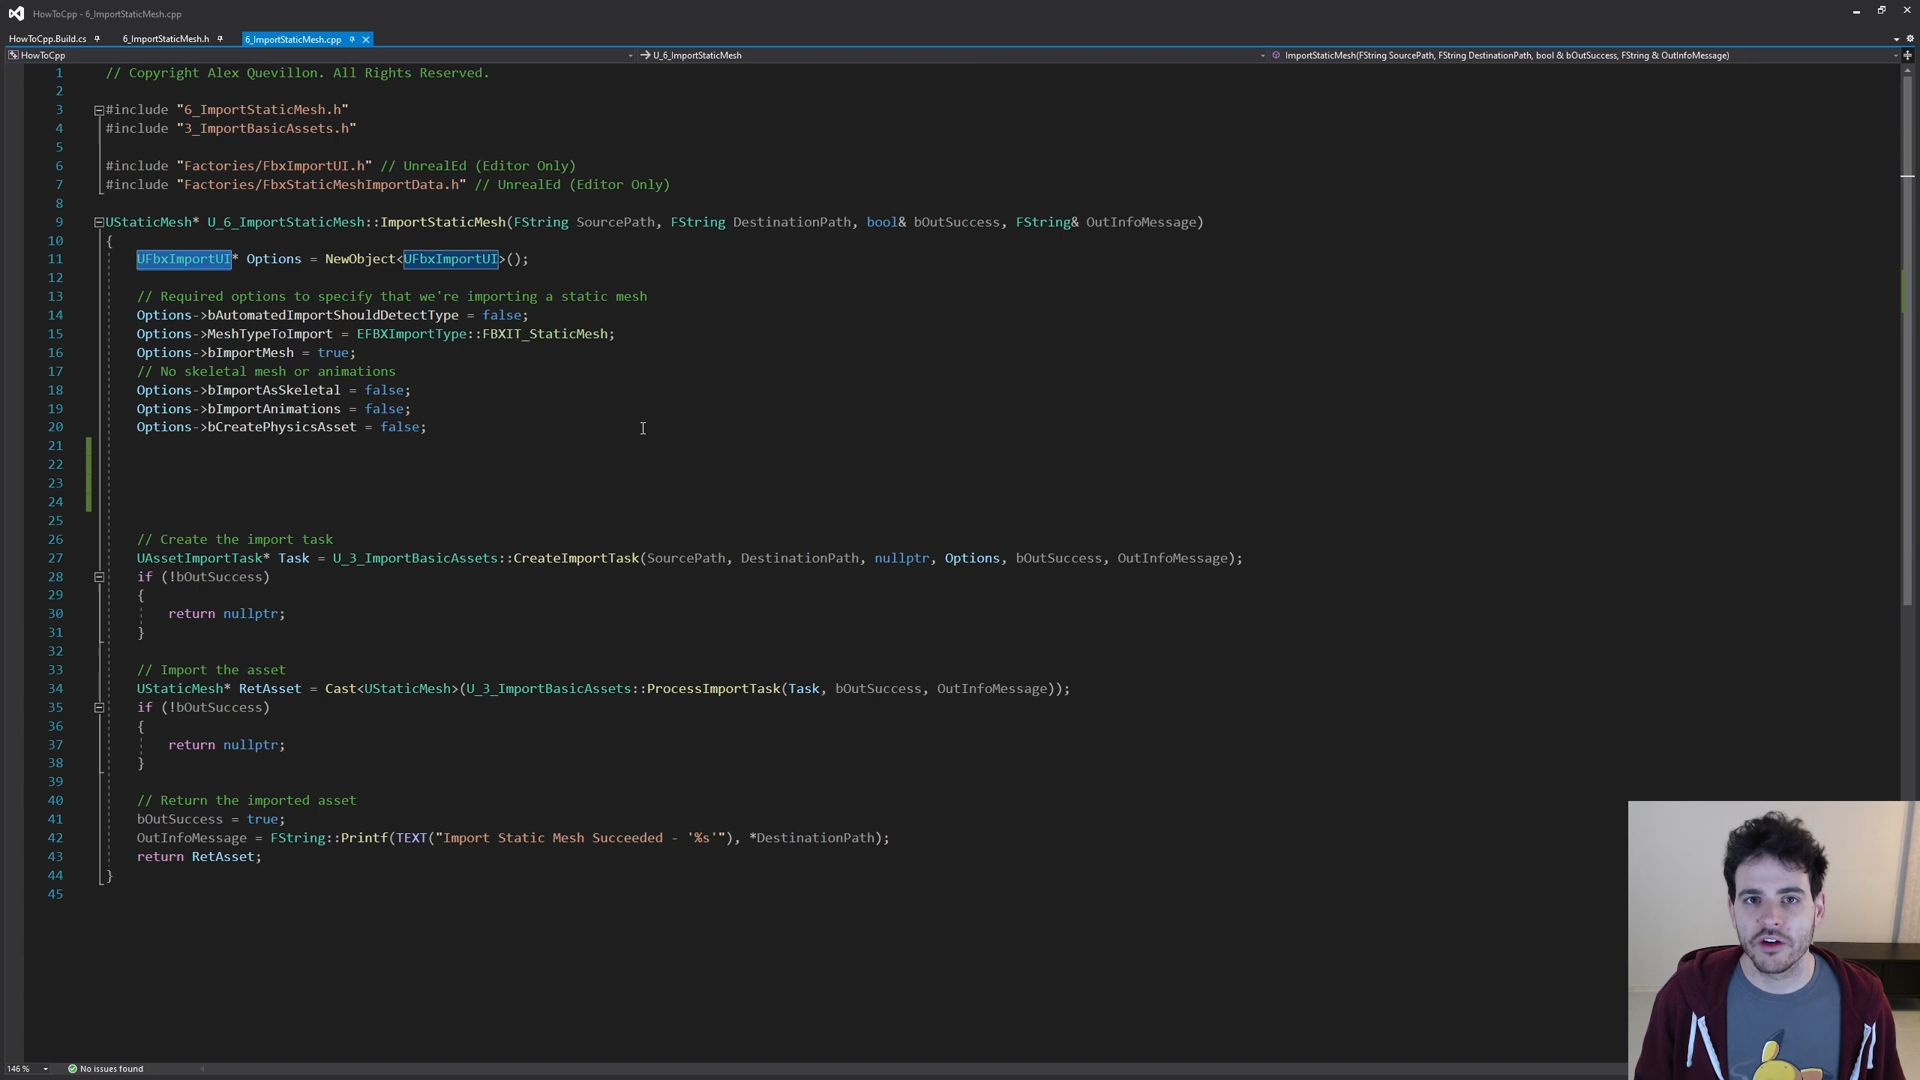 HowToCpp - 6_ImportStaticMesh.cpp
HowToCpp.Build.cs 6_ImportStaticMesh.h 6_ImportStaticMesh.cpp
HowToCpp U_6_ImportStaticMesh ImportStaticMesh(FString SourcePath, FString DestinationPath, bool & bOutSuccess, FString & OutInfoMessage)
1 // Copyright Alex Quevillon. All Rights Reserved.
2
3 #include "6_ImportStaticMesh.h"
4 #include "3_ImportBasicAssets.h"
5
6 #include "Factories/FbxImportUI.h" // UnrealEd (Editor Only)
7 #include "Factories/FbxStaticMeshImportData.h" // UnrealEd (Editor Only)
8
9 UStaticMesh* U_6_ImportStaticMesh::ImportStaticMesh(FString SourcePath, FString DestinationPath, bool& bOutSuccess, FString& OutInfoMessage)
10 {
11 UFbxImportUI* Options = NewObject<UFbxImportUI>();
12
13 // Required options to specify that we're importing a static mesh
14 Options->bAutomatedImportShouldDetectType = false;
15 Options->MeshTypeToImport = EFBXImportType::FBXIT_StaticMesh;
16 Options->bImportMesh = true;
17 // No skeletal mesh or animations
18 Options->bImportAsSkeletal = false;
19 Options->bImportAnimations = false;
20 Options->bCreatePhysicsAsset = false;
21
22
23
24
25
26 // Create the import task
27 UAssetImportTask* Task = U_3_ImportBasicAssets::CreateImportTask(SourcePath, DestinationPath, nullptr, Options, bOutSuccess, OutInfoMessage);
28 if (!bOutSuccess)
29 {
30 return nullptr;
31 }
32
33 // Import the asset
34 UStaticMesh* RetAsset = Cast<UStaticMesh>(U_3_ImportBasicAssets::ProcessImportTask(Task, bOutSuccess, OutInfoMessage));
35 if (!bOutSuccess)
36 {
37 return nullptr;
38 }
39
40 // Return the imported asset
41 bOutSuccess = true;
42 OutInfoMessage = FString::Printf(TEXT("Import Static Mesh Succeeded - '%s'"), *DestinationPath);
43 return RetAsset;
44 }
45
146 % No issues found